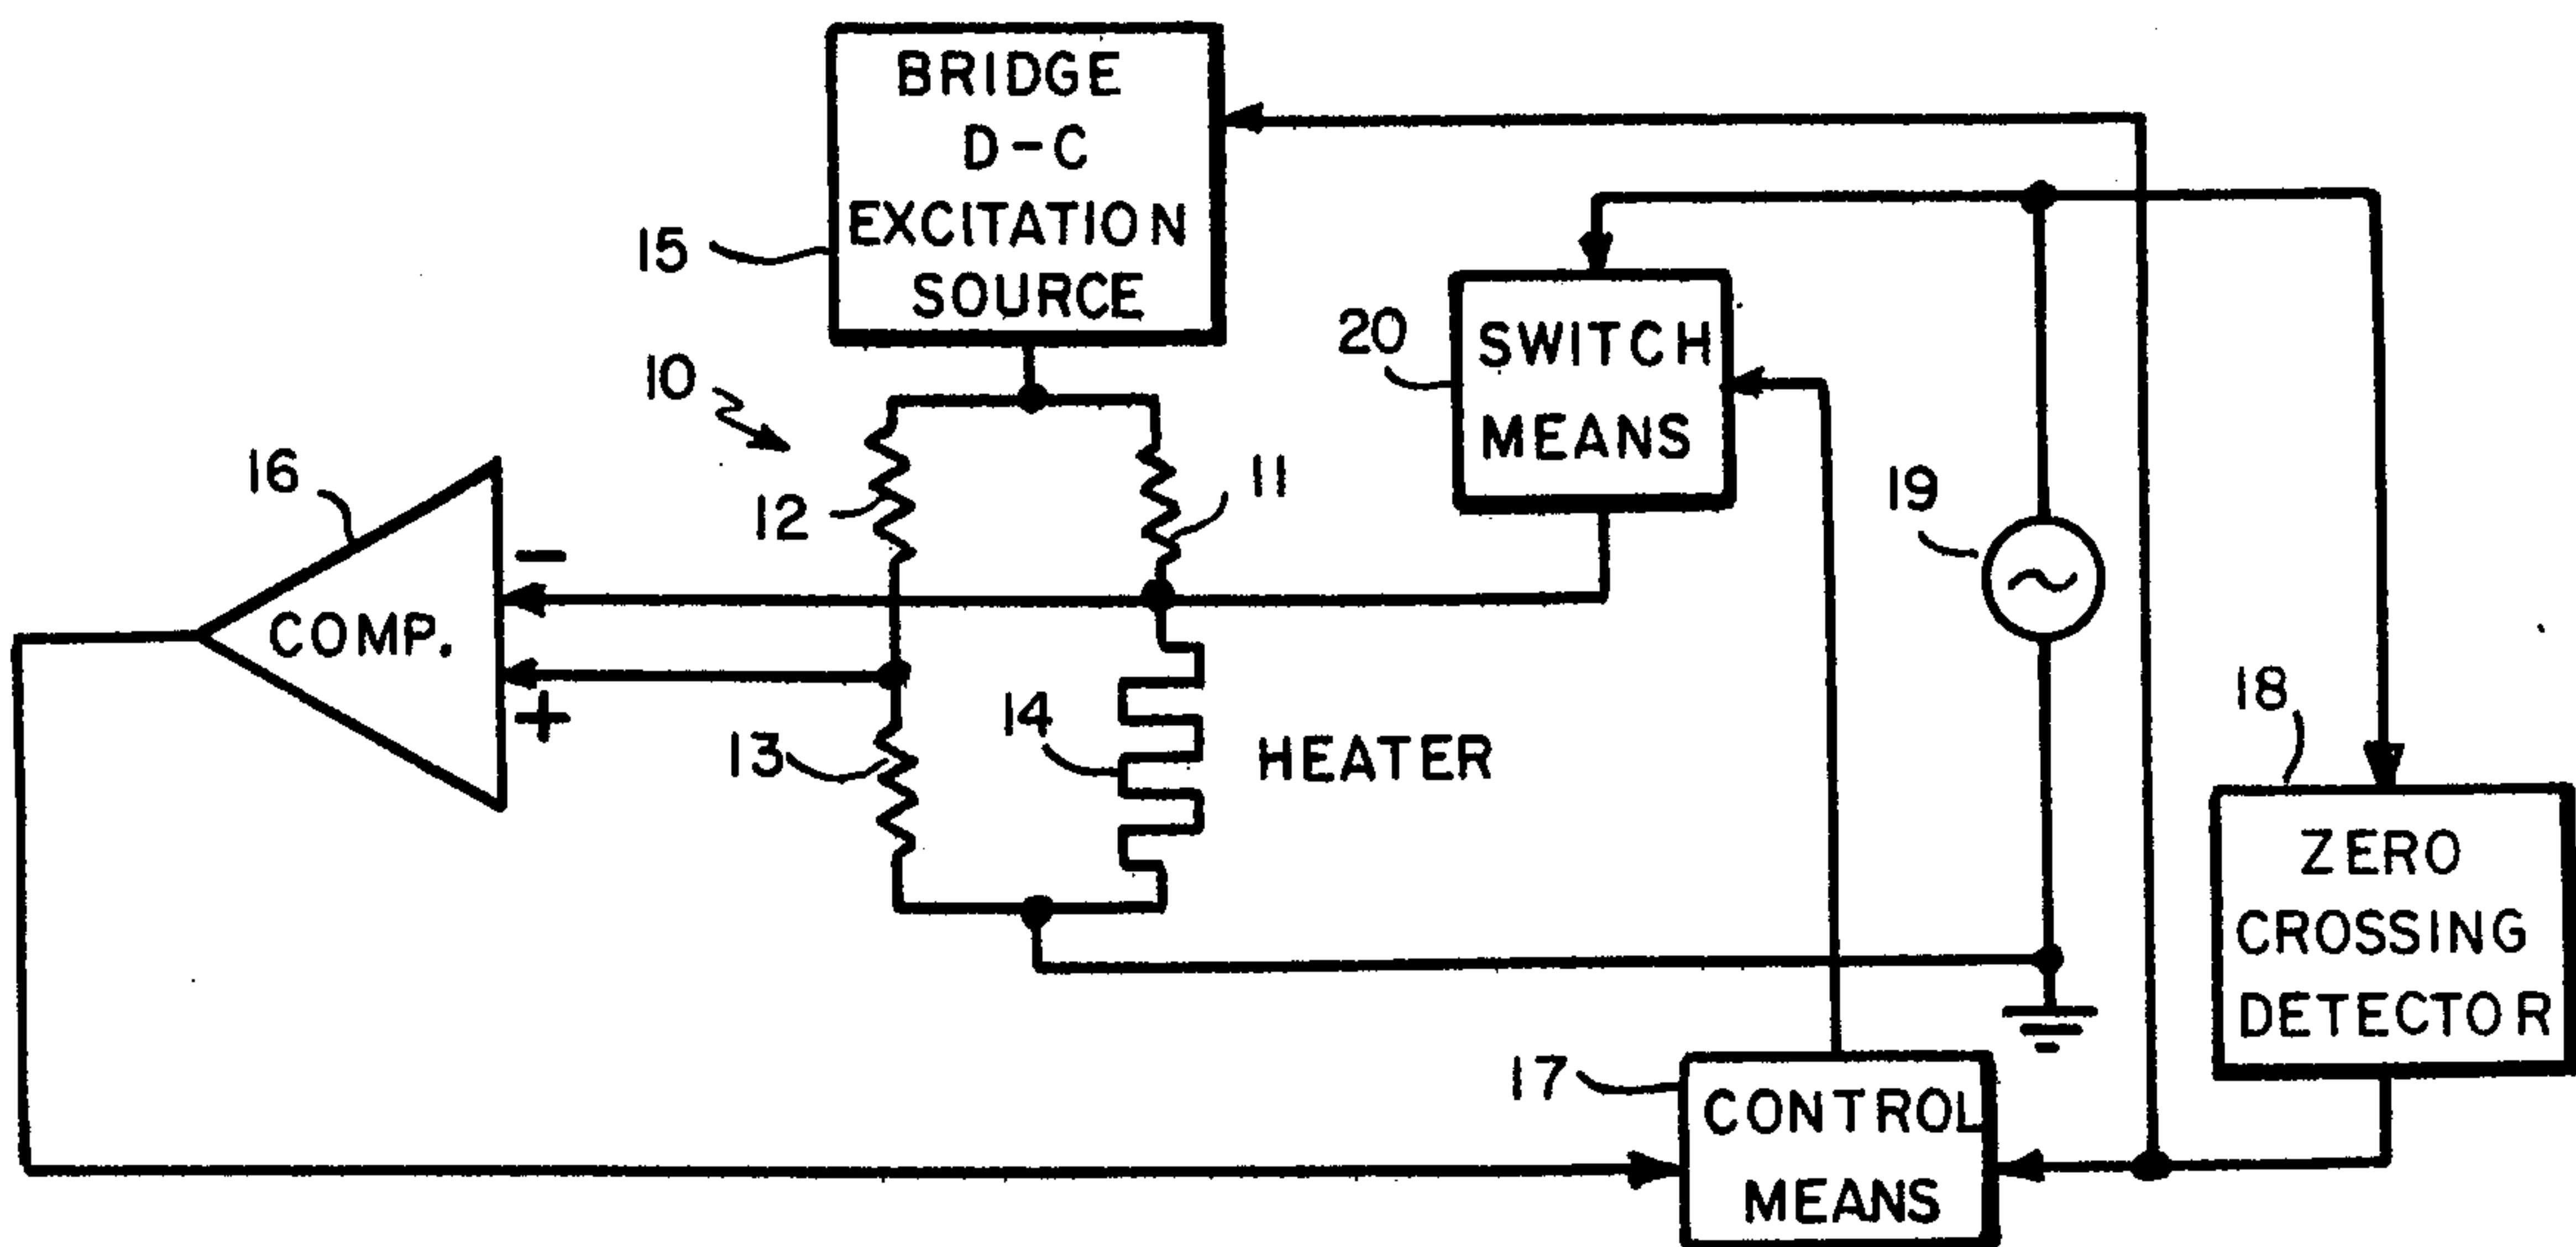 BRIDGE
D-C
EXCITATION
SOURCE
15
10
20
SWITCH
MEANS
16
12
11
19
-
COMP.
+
13
14
HEATER
18
ZERO
CROSSING
DETECTOR
17
CONTROL
MEANS